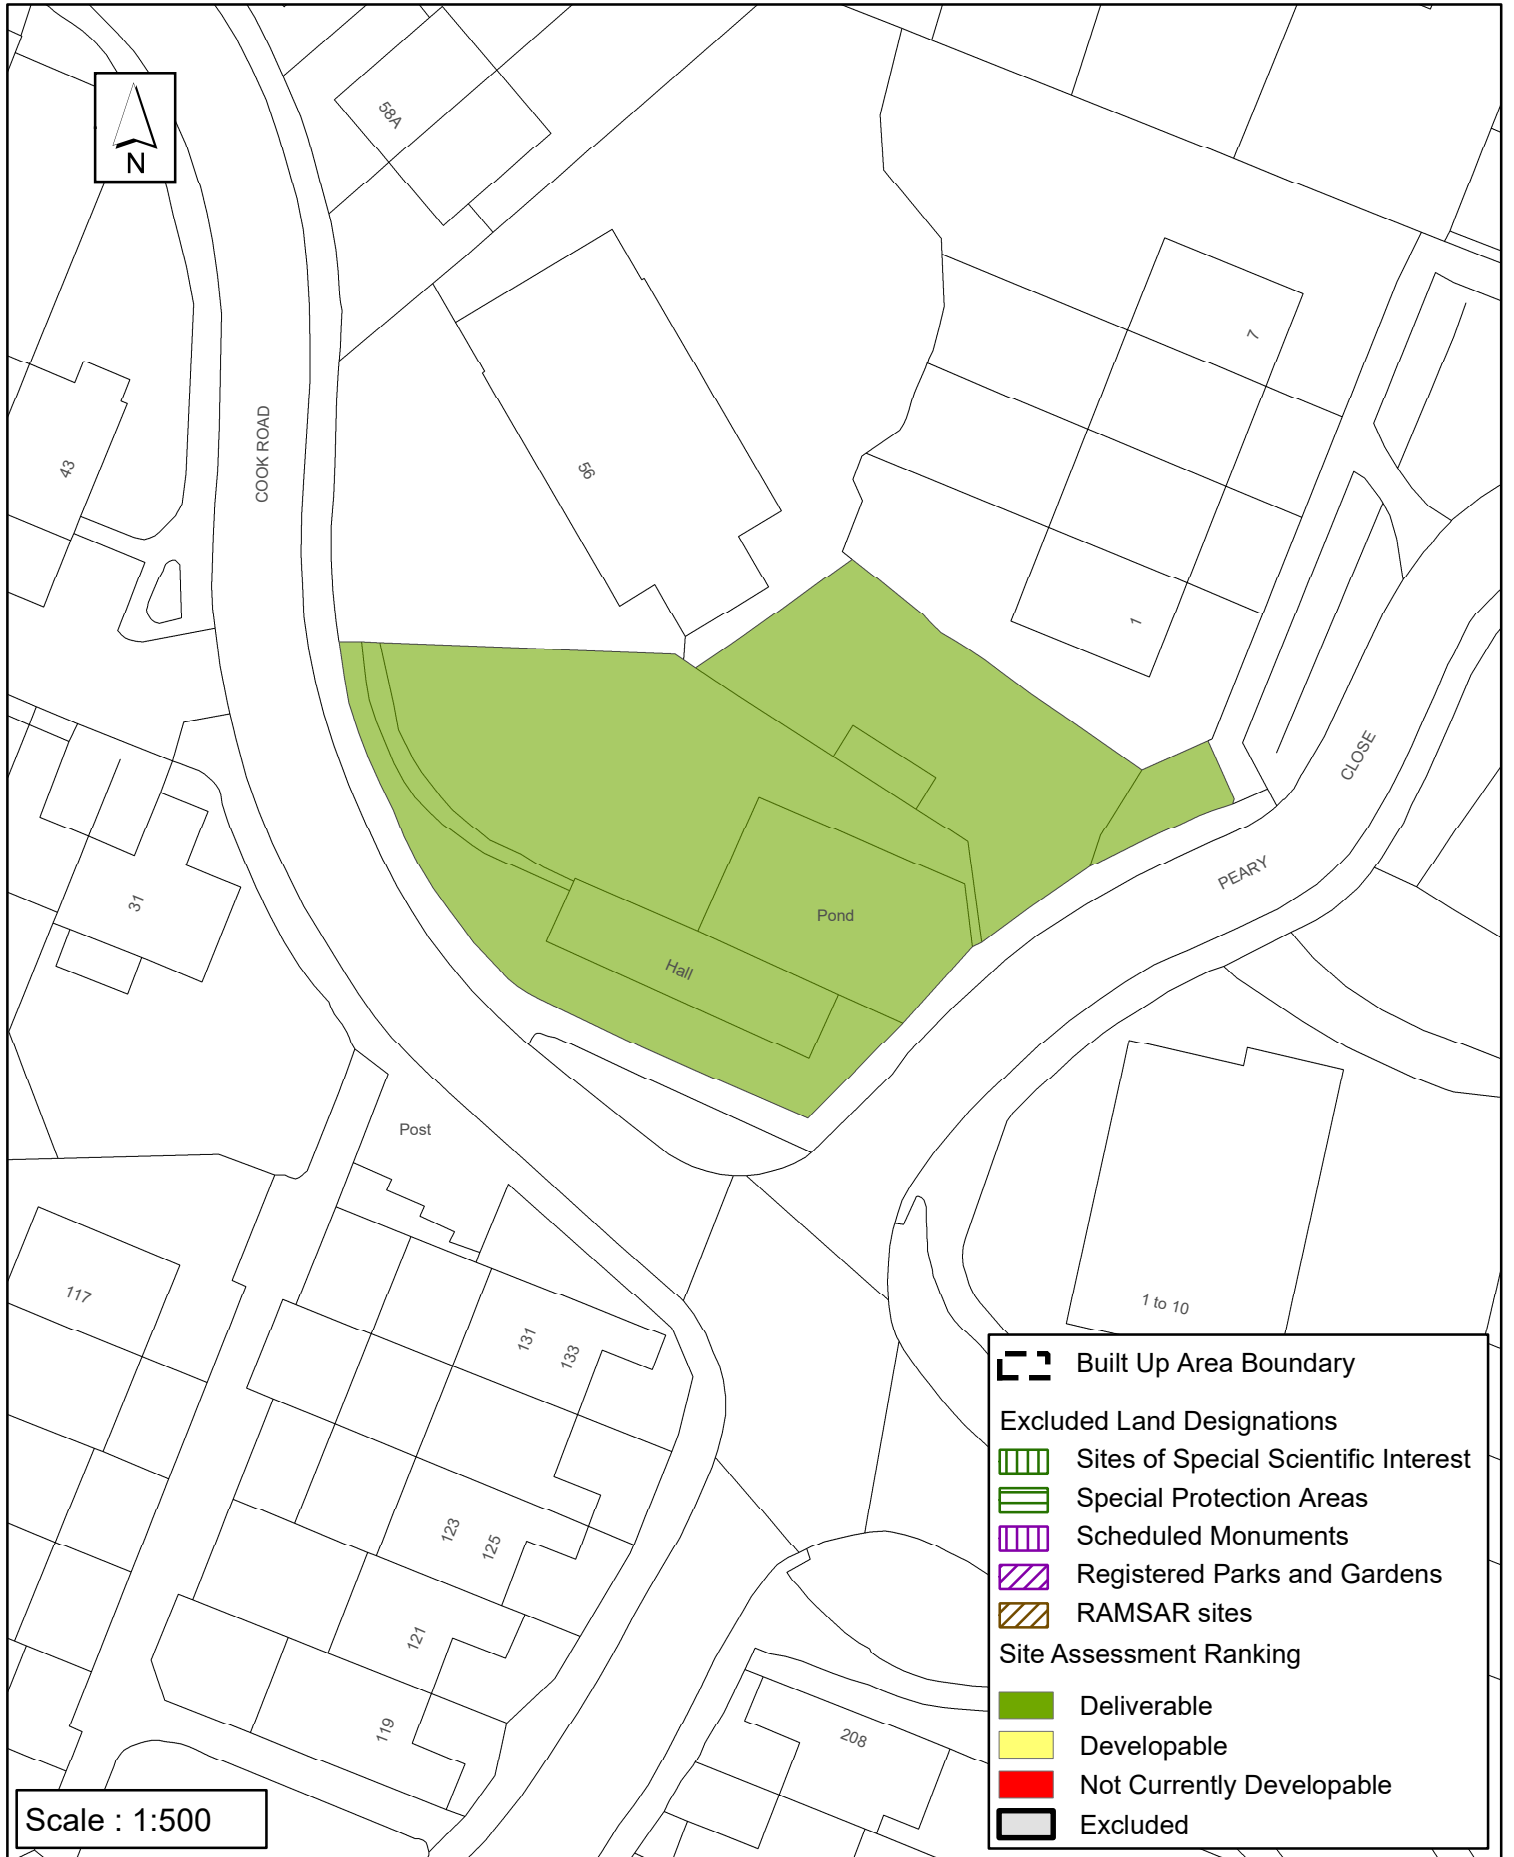 58A
N
7
COOK ROAD
43
56
1
CLOSE
PEARY
31
Pond
Hall
Post
117
1 to 10
131
133
123
125
121
119
208
Built Up Area Boundary
Excluded Land Designations
Sites of Special Scientific Interest
Special Protection Areas
Scheduled Monuments
Registered Parks and Gardens
RAMSAR sites
Site Assessment Ranking
Deliverable
Developable
Not Currently Developable
Excluded
Scale : 1:500